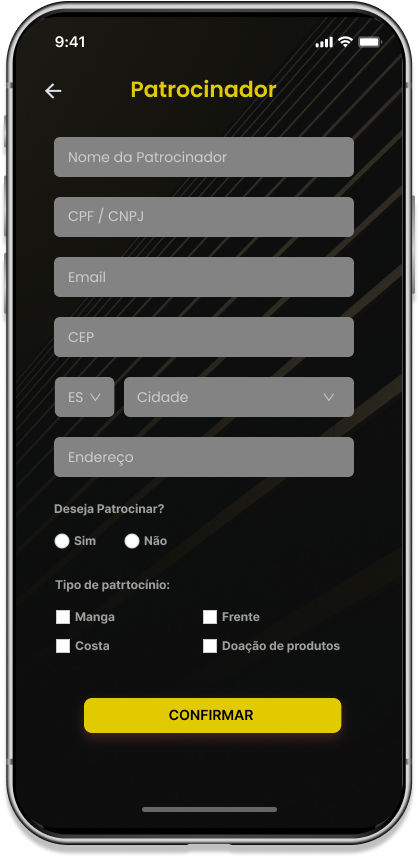 9:41
Patrocinador
Nome da Patrocinador
CPF / CNPJ
Email
CEP
ES Cidade
Endereço
Deseja Patrocinar?
Sim Não
Tipo de patrtocínio:
Manga Frente
Costa Doação de produtos
CONFIRMAR